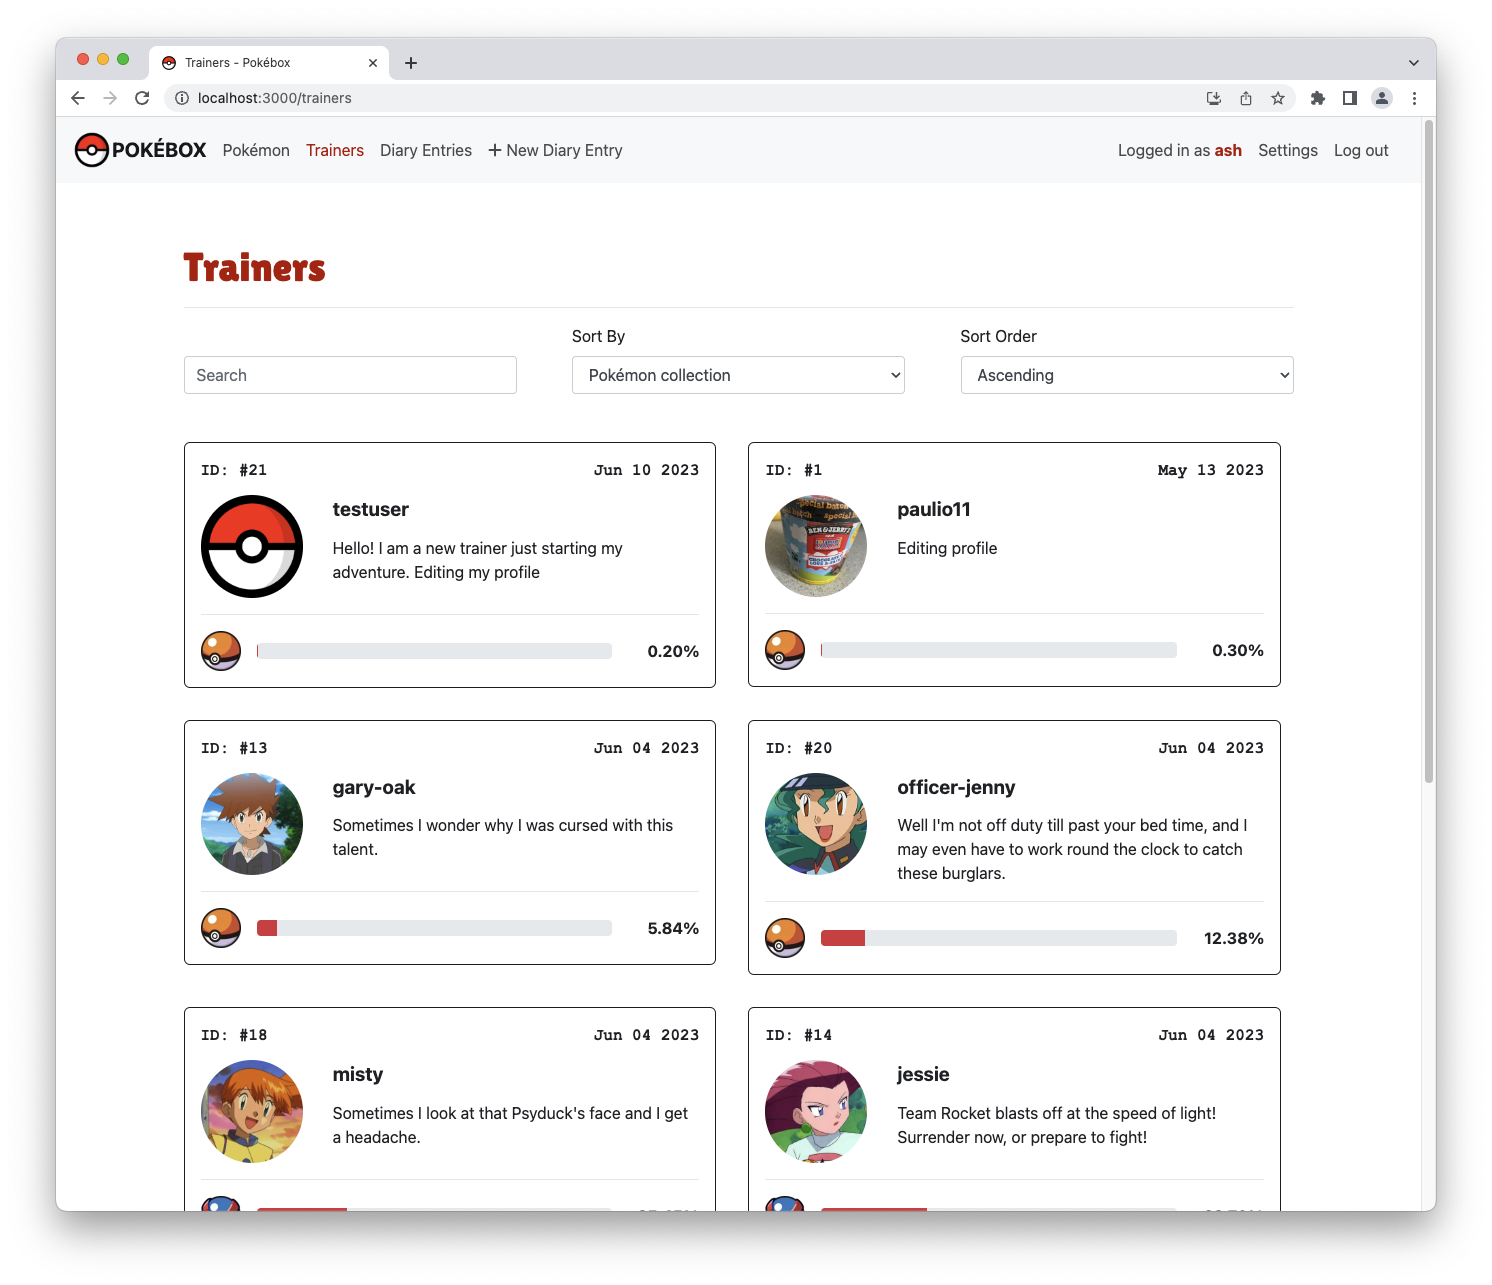 Trainers - Pokébox
localhost:3000/trainers
POKÉBOX Pokémon Trainers Diary Entries + New Diary Entry Logged in as ash Settings Log out
Trainers
Sort By Sort Order
Search Pokémon collection Ascending
ID: #21 Jun 10 2023
testuser
Hello! I am a new trainer just starting my
adventure. Editing my profile
0.20%
ID: #1 May 13 2023
paulio11
Editing profile
0.30%
ID: #13 Jun 04 2023
gary-oak
Sometimes I wonder why I was cursed with this
talent.
5.84%
ID: #20 Jun 04 2023
officer-jenny
Well I'm not off duty till past your bed time, and I
may even have to work round the clock to catch
these burglars.
12.38%
ID: #18 Jun 04 2023
misty
Sometimes I look at that Psyduck's face and I get
a headache.
ID: #14 Jun 04 2023
jessie
Team Rocket blasts off at the speed of light!
Surrender now, or prepare to fight!